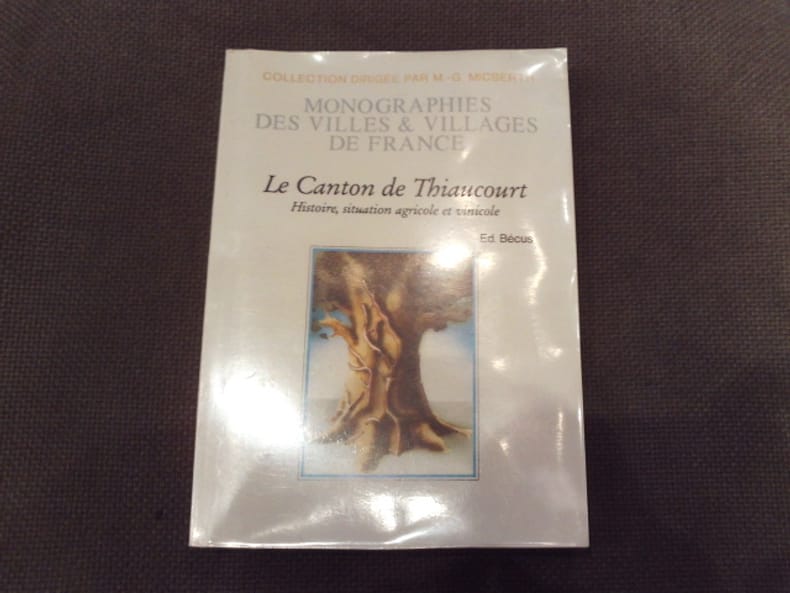 COLLECTION DIRIGÉE PAR M.-G. MICBERTH
MONOGRAPHIES
DES VILLES & VILLAGES
DE FRANCE
Le Canton de Thiaucourt
Histoire, situation agricole et vinicole
Ed. Bécus